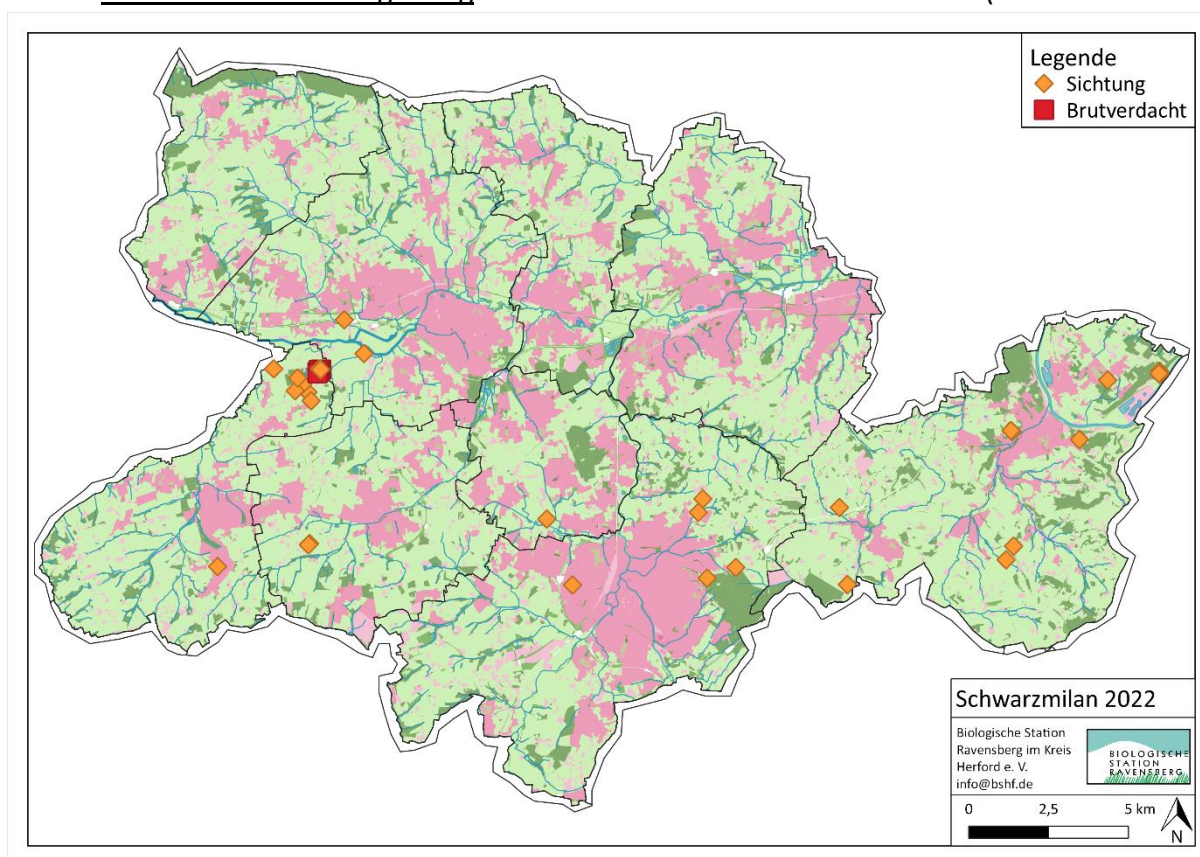 Legende
Sichtung
Brutverdacht
Schwarzmilan 2022
Biologische Station
Ravensberg im Kreis
Herford e. V.
info@bshf.de
BIOLOGISCHE
STATION
RAVENSBERG
0 2,5 5 km
N